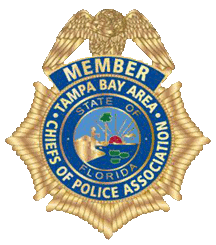 MEMBER
• TAMPA BAY AREA •
CHIEFS OF POLICE ASSOCIATION
STATE OF
FLORIDA